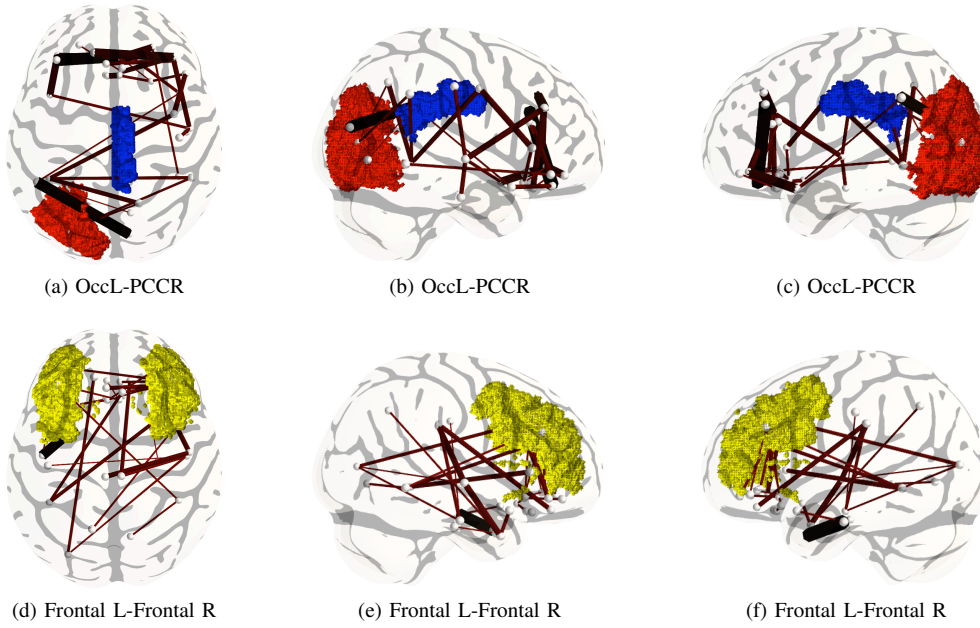 (a) OccL-PCCR
(b) OccL-PCCR
(c) OccL-PCCR
(d) Frontal L-Frontal R
(e) Frontal L-Frontal R
(f) Frontal L-Frontal R